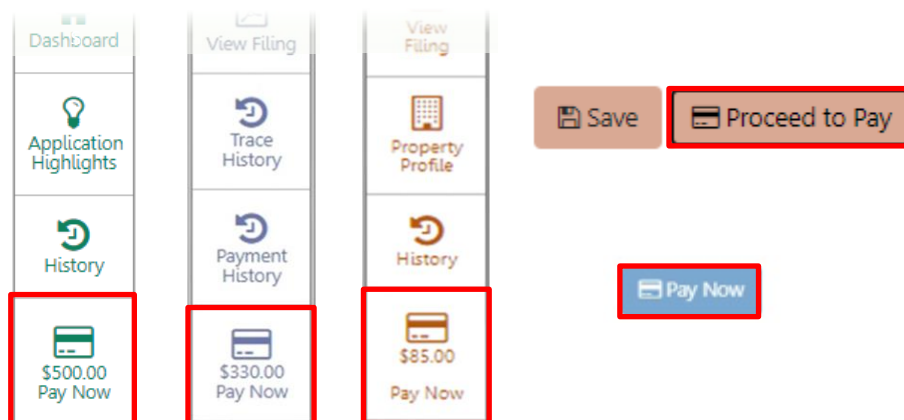 Dashboard
Application
Highlights
History
$500.00
Pay Now
View Filing
Trace
History
Payment
History
$330.00
Pay Now
View
Filing
Property
Profile
History
$85.00
Pay Now
Save
Proceed to Pay
Pay Now